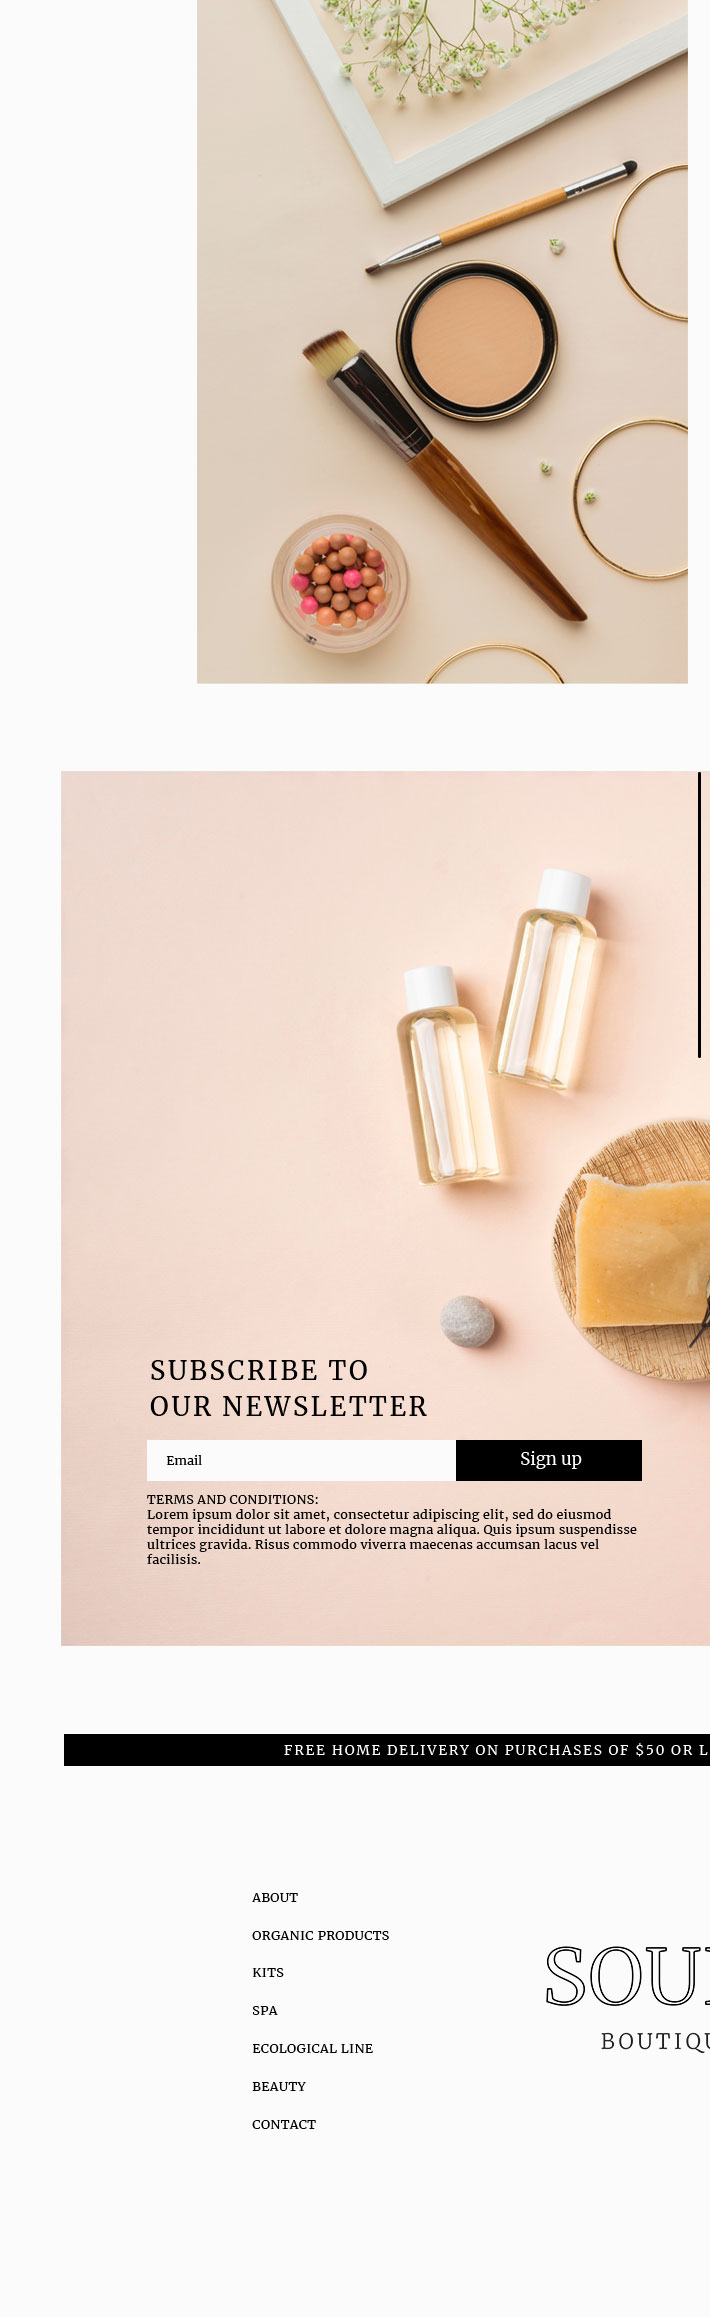 SUBSCRIBE TO
OUR NEWSLETTER
Email
Sign up
TERMS AND CONDITIONS:
Lorem ipsum dolor sit amet, consectetur adipiscing elit, sed do eiusmod
tempor incididunt ut labore et dolore magna aliqua. Quis ipsum suspendisse
ultrices gravida. Risus commodo viverra maecenas accumsan lacus vel
facilisis.
FREE HOME DELIVERY ON PURCHASES OF $50 OR L
ABOUT
ORGANIC PRODUCTS
KITS
SPA
ECOLOGICAL LINE
BEAUTY
CONTACT
SOU
BOUTIQU